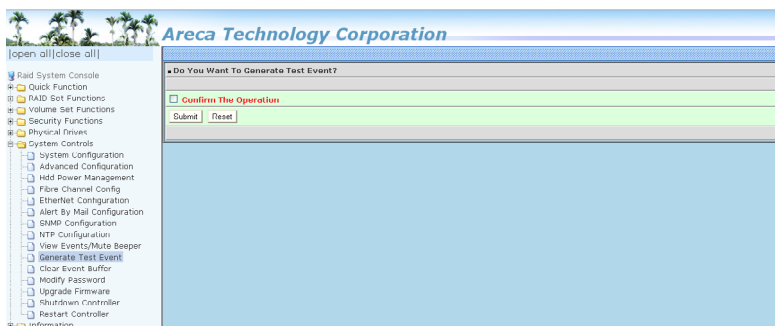 Areca Technology Corporation
|open all|close all|
Raid System Console
Quick Function
RAID Set Functions
Volume Set Functions
Security Functions
Physical Drives
System Controls
System Configuration
Advanced Configuration
Hdd Power Management
Fibre Channel Config
EtherNet Configuration
Alert By Mail Configuration
SNMP Configuration
NTP Configuration
View Events/Mute Beeper
Generate Test Event
Clear Event Buffer
Modify Password
Upgrade Firmware
Shutdown Controller
Restart Controller
Information
Do You Want To Generate Test Event?
Confirm The Operation
Submit Reset